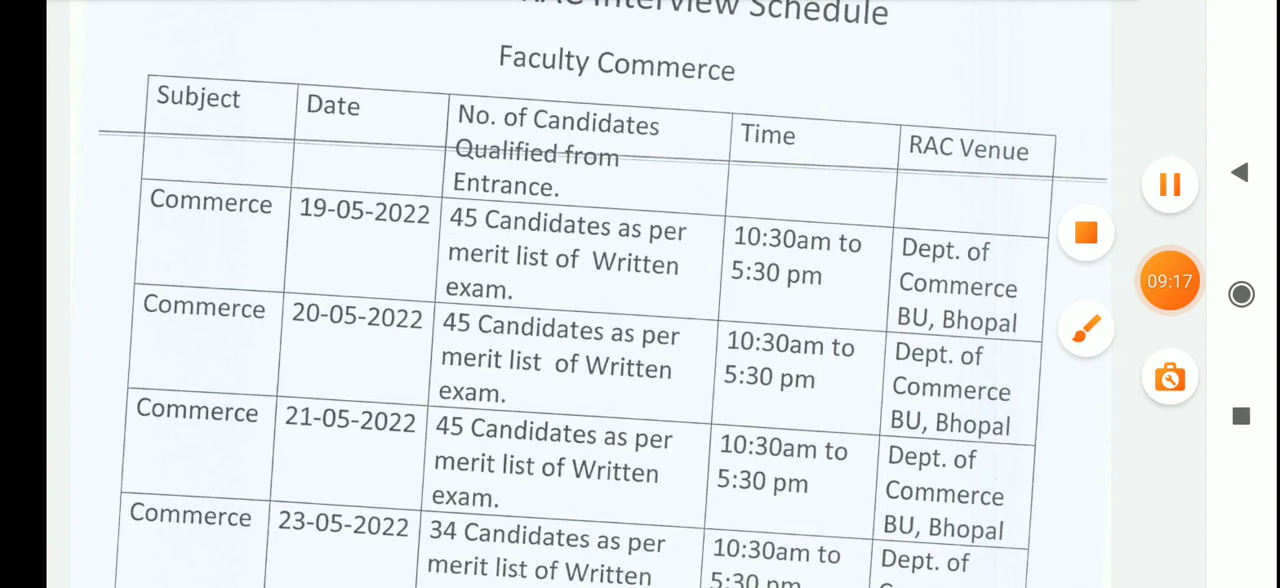 Interview Schedule
Faculty Commerce
Subject
Date
No. of Candidates
Qualified from
Entrance.
Time
RAC Venue
Commerce
19-05-2022
45 Candidates as per
merit list of Written
exam.
10:30am to
5:30 pm
Dept. of
Commerce
BU, Bhopal
Commerce
20-05-2022
45 Candidates as per
merit list of Written
exam.
10:30am to
5:30 pm
Dept. of
Commerce
BU, Bhopal
Commerce
21-05-2022
45 Candidates as per
merit list of Written
exam.
10:30am to
5:30 pm
Dept. of
Commerce
BU, Bhopal
Commerce
23-05-2022
34 Candidates as per
merit list of Written
10:30am to
5:30 pm
Dept. of
09:17